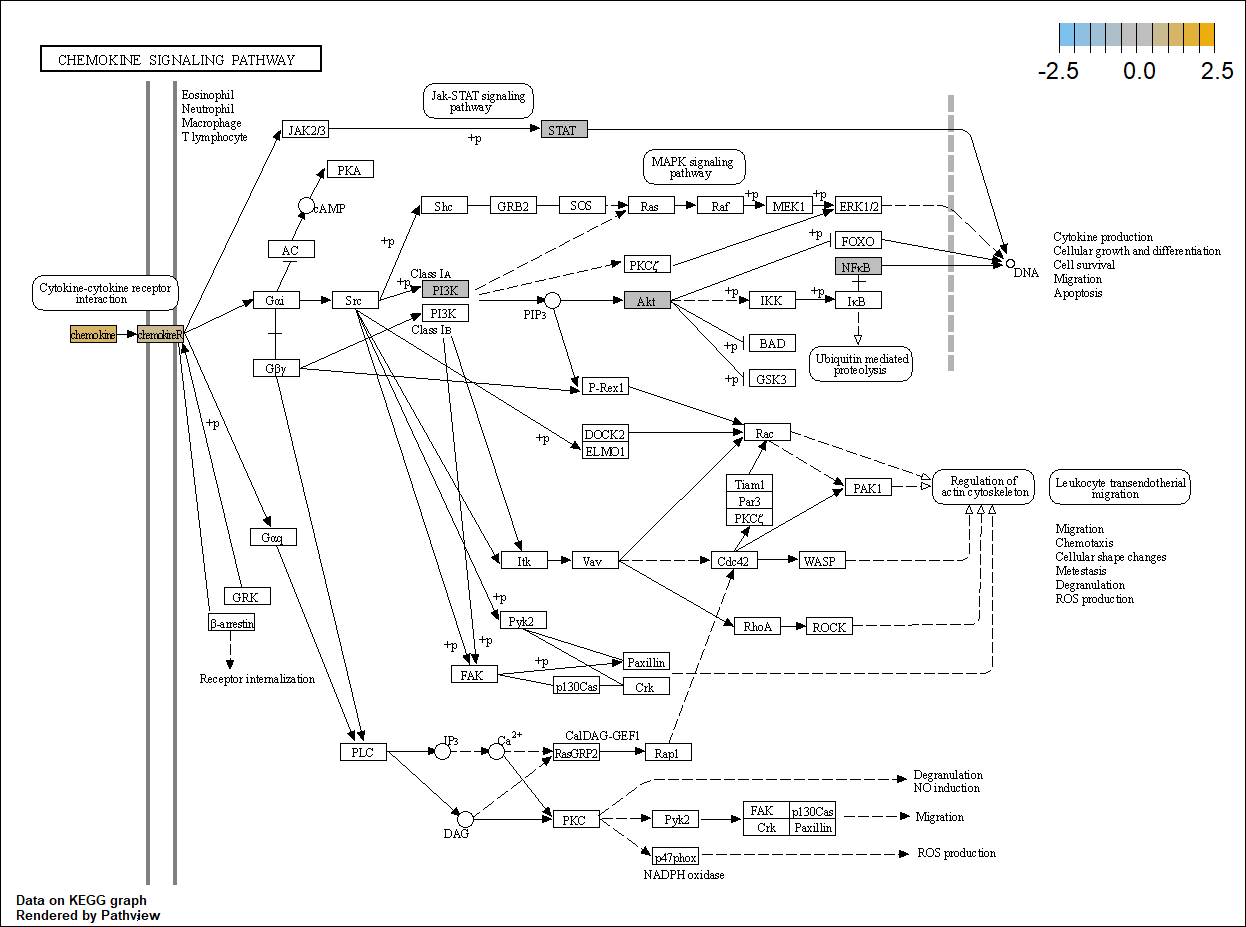 -2.5 0.0 2.5
CHEMOKINE SIGNALING PATHWAY
Eosinophil
Neutrophil
Macrophage
T lymphocyte
Jak-STAT signaling
pathway
JAK2/3
+p
STAT
PKA
MAPK signaling
pathway
cAMP
Shc
GRB2
SOS
Ras
Raf
+p
MEK1
+p
ERK1/2
+p
AC
+p
FOXO
Cytokine production
Cellular growth and differentiation
Cell survival
Migration
Apoptosis
PKCζ
NFκB
DNA
Class IA
+p
PI3K
Cytokine-cytokine receptor
interaction
Gαi
Src
PI3K
Class IB
PIP3
Akt
+p
IKK
+p
IκB
chemokine
chemokineR
+p
BAD
Ubiquitin mediated
proteolysis
Gβγ
+p
GSK3
P-Rex1
+p
+p
DOCK2
ELMO1
Rac
Tiam1
Par3
PKCζ
PAK1
Regulation of
actin cytoskeleton
Leukocyte transendotherial
migration
Gαq
Itk
Vav
Cdc42
WASP
Migration
Chemotaxis
Cellular shape changes
Metestasis
Degranulation
ROS production
GRK
β-arrestin
+p
Pyk2
RhoA
ROCK
+p
+p
Receptor internalization
FAK
+p
Paxillin
p130Cas
Crk
PLC
IP3
Ca2+
CalDAG-GEF1
RasGRP2
Rap1
Degranulation
NO induction
DAG
PKC
Pyk2
FAK
p130Cas
Crk
Paxillin
Migration
p47phox
NADPH oxidase
ROS production
Data on KEGG graph
Rendered by Pathview